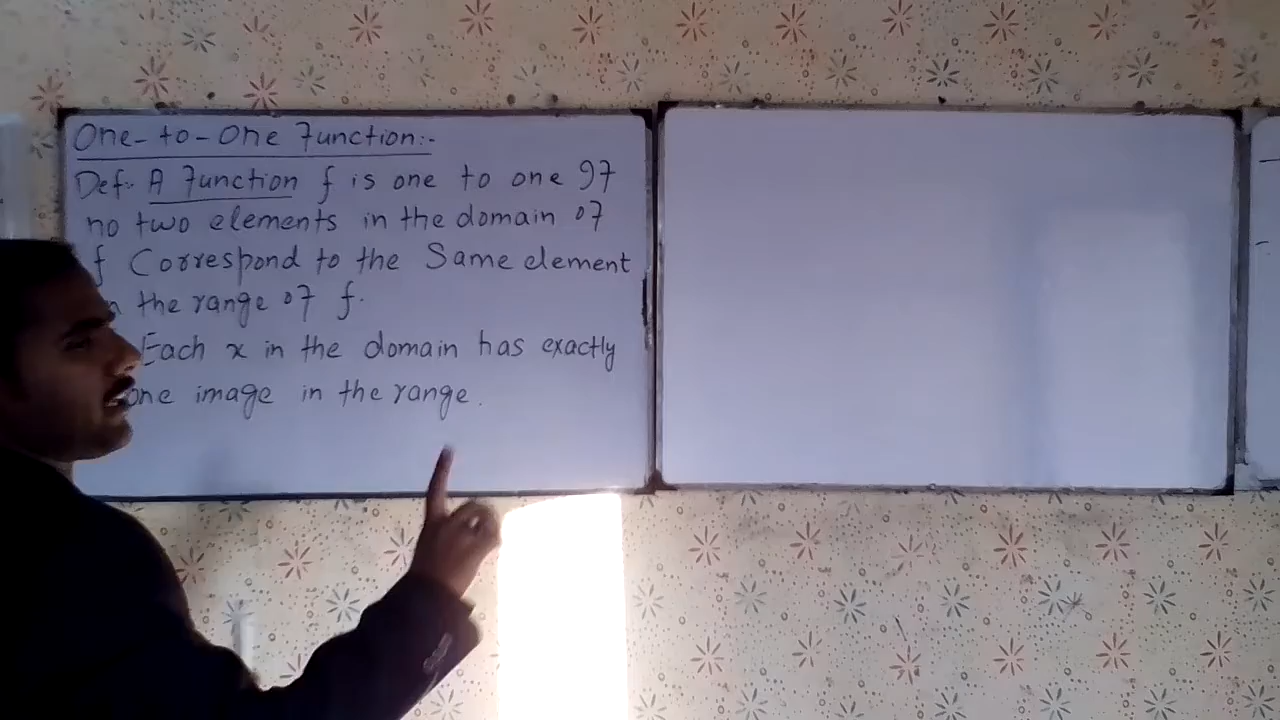 One-to-One Function:-
Def:- A Function f is one to one If
no two elements in the domain of
f Correspond to the Same element
the range of f.
Each x in the domain has exactly
one image in the range.